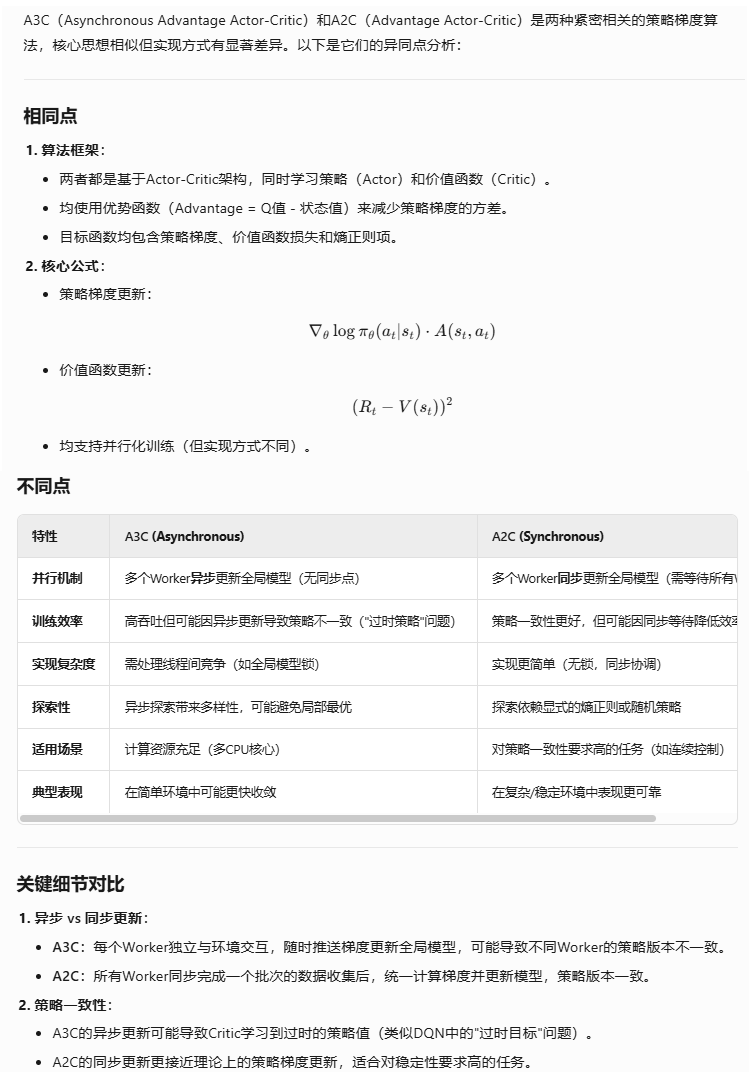 A3C（Asynchronous Advantage Actor-Critic）和A2C（Advantage Actor-Critic）是两种紧密相关的策略梯度算
法，核心思想相似但实现方式有显著差异。以下是它们的异同点分析：
相同点
1. 算法框架：
• 两者都是基于Actor-Critic架构，同时学习策略（Actor）和价值函数（Critic）。
• 均使用优势函数（Advantage = Q值 - 状态值）来减少策略梯度的方差。
• 目标函数均包含策略梯度、价值函数损失和熵正则项。
2. 核心公式：
• 策略梯度更新：
∇θ log πθ(at|st) · A(st, at)
• 价值函数更新：
(Rt − V(st))²
• 均支持并行化训练（但实现方式不同）。
不同点
特性 A3C (Asynchronous) A2C (Synchronous)
并行机制 多个Worker异步更新全局模型（无同步点） 多个Worker同步更新全局模型（需等待所有
训练效率 高吞吐但可能因异步更新导致策略不一致（"过时策略"问题） 策略一致性更好，但可能因同步等待降低效率
实现复杂度 需处理线程间竞争（如全局模型锁） 实现更简单（无锁，同步协调）
探索性 异步探索带来多样性，可能避免局部最优 探索依赖显式的熵正则或随机策略
适用场景 计算资源充足（多CPU核心） 对策略一致性要求高的任务（如连续控制）
典型表现 在简单环境中可能更快收敛 在复杂/稳定环境中表现更可靠
关键细节对比
1. 异步 vs 同步更新：
• A3C：每个Worker独立与环境交互，随时推送梯度更新全局模型，可能导致不同Worker的策略版本不一致。
• A2C：所有Worker同步完成一个批次的数据收集后，统一计算梯度并更新模型，策略版本一致。
2. 策略一致性：
• A3C的异步更新可能导致Critic学习到过时的策略值（类似DQN中的"过时目标"问题）。
• A2C的同步更新更接近理论上的策略梯度更新，适合对稳定性要求高的任务。